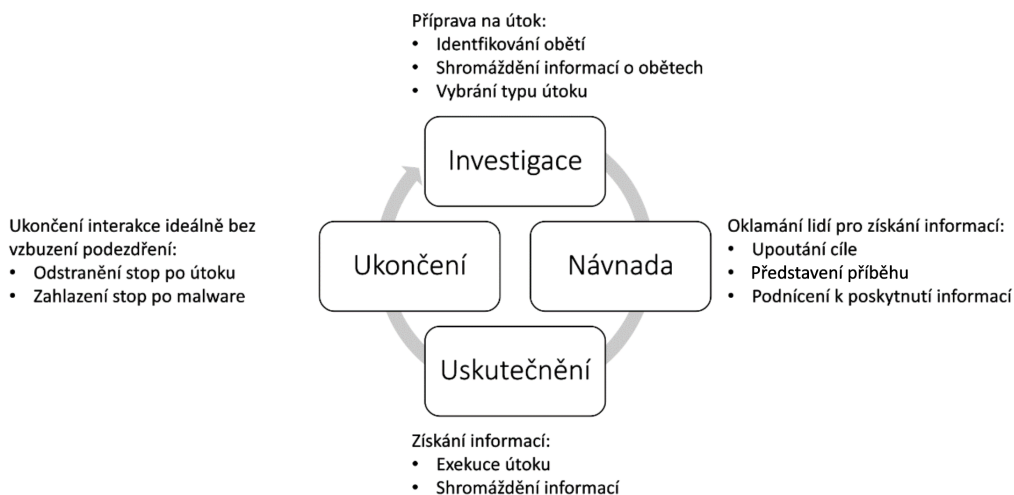 Příprava na útok:
• Identfikování obětí
• Shromáždění informací o obětech
• Vybrání typu útoku
Investigace
Ukončení interakce ideálně bez
vzbuzení podezdření:
• Odstranění stop po útoku
• Zahlazení stop po malware
Ukončení
Návnada
Oklamání lidí pro získání informací:
• Upoutání cíle
• Představení příběhu
• Podnícení k poskytnutí informací
Uskutečnění
Získání informací:
• Exekuce útoku
• Shromáždění informací